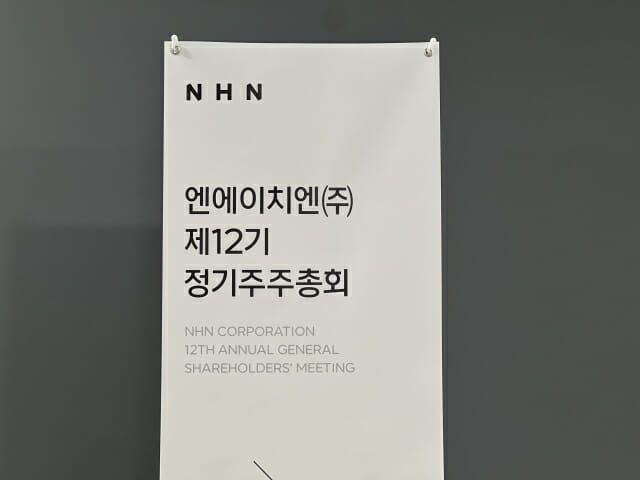 NHN
엔에이치엔㈜
제12기
정기주주총회
NHN CORPORATION
12TH ANNUAL GENERAL
SHAREHOLDERS' MEETING